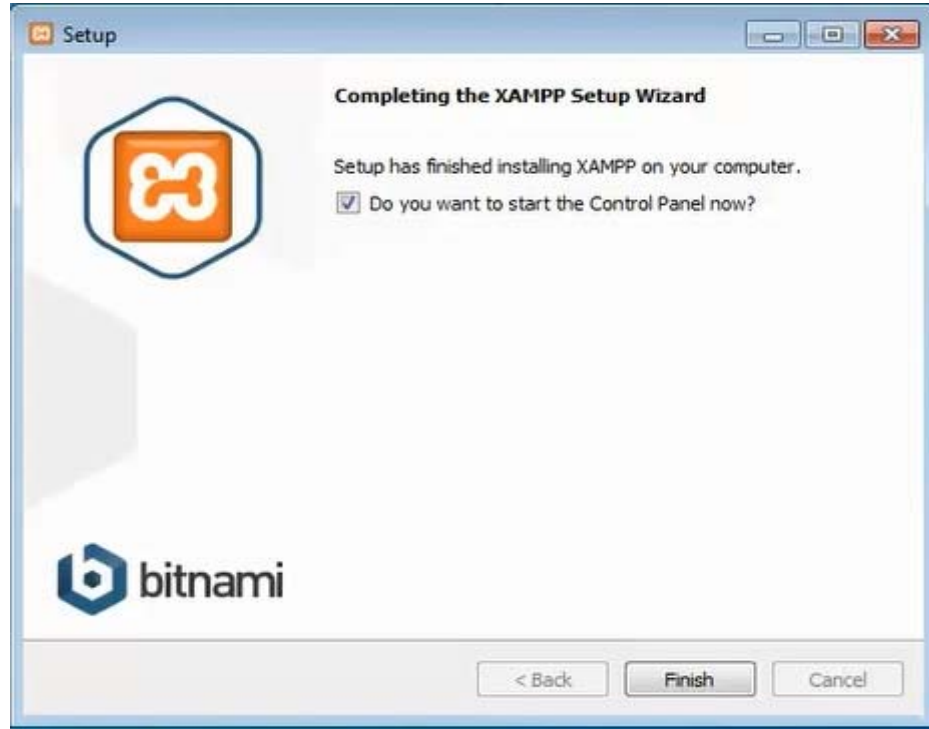 Setup
Completing the XAMPP Setup Wizard
Setup has finished installing XAMPP on your computer.
Do you want to start the Control Panel now?
bitnami
< Back
Finish
Cancel